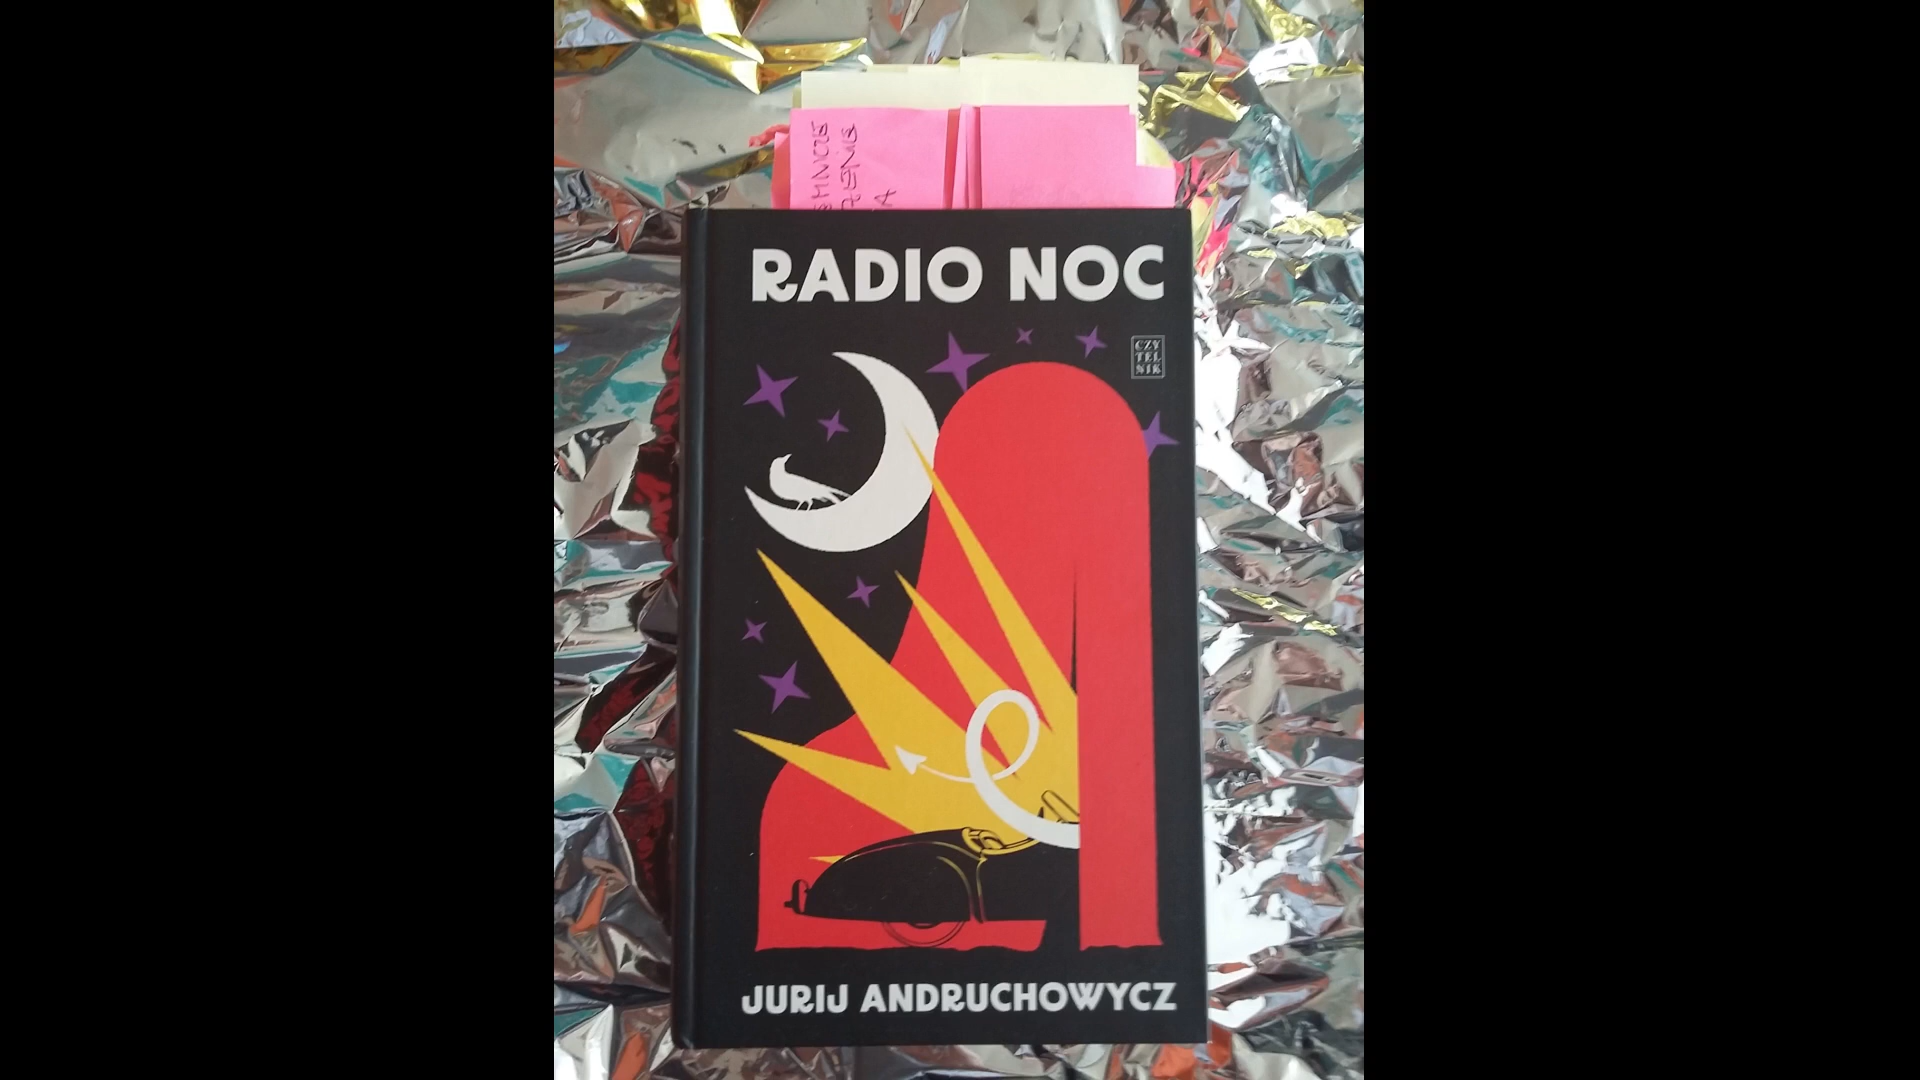 RADIO NOC
CZY
TEL
NIK
JURIJ ANDRUCHOWYCZ